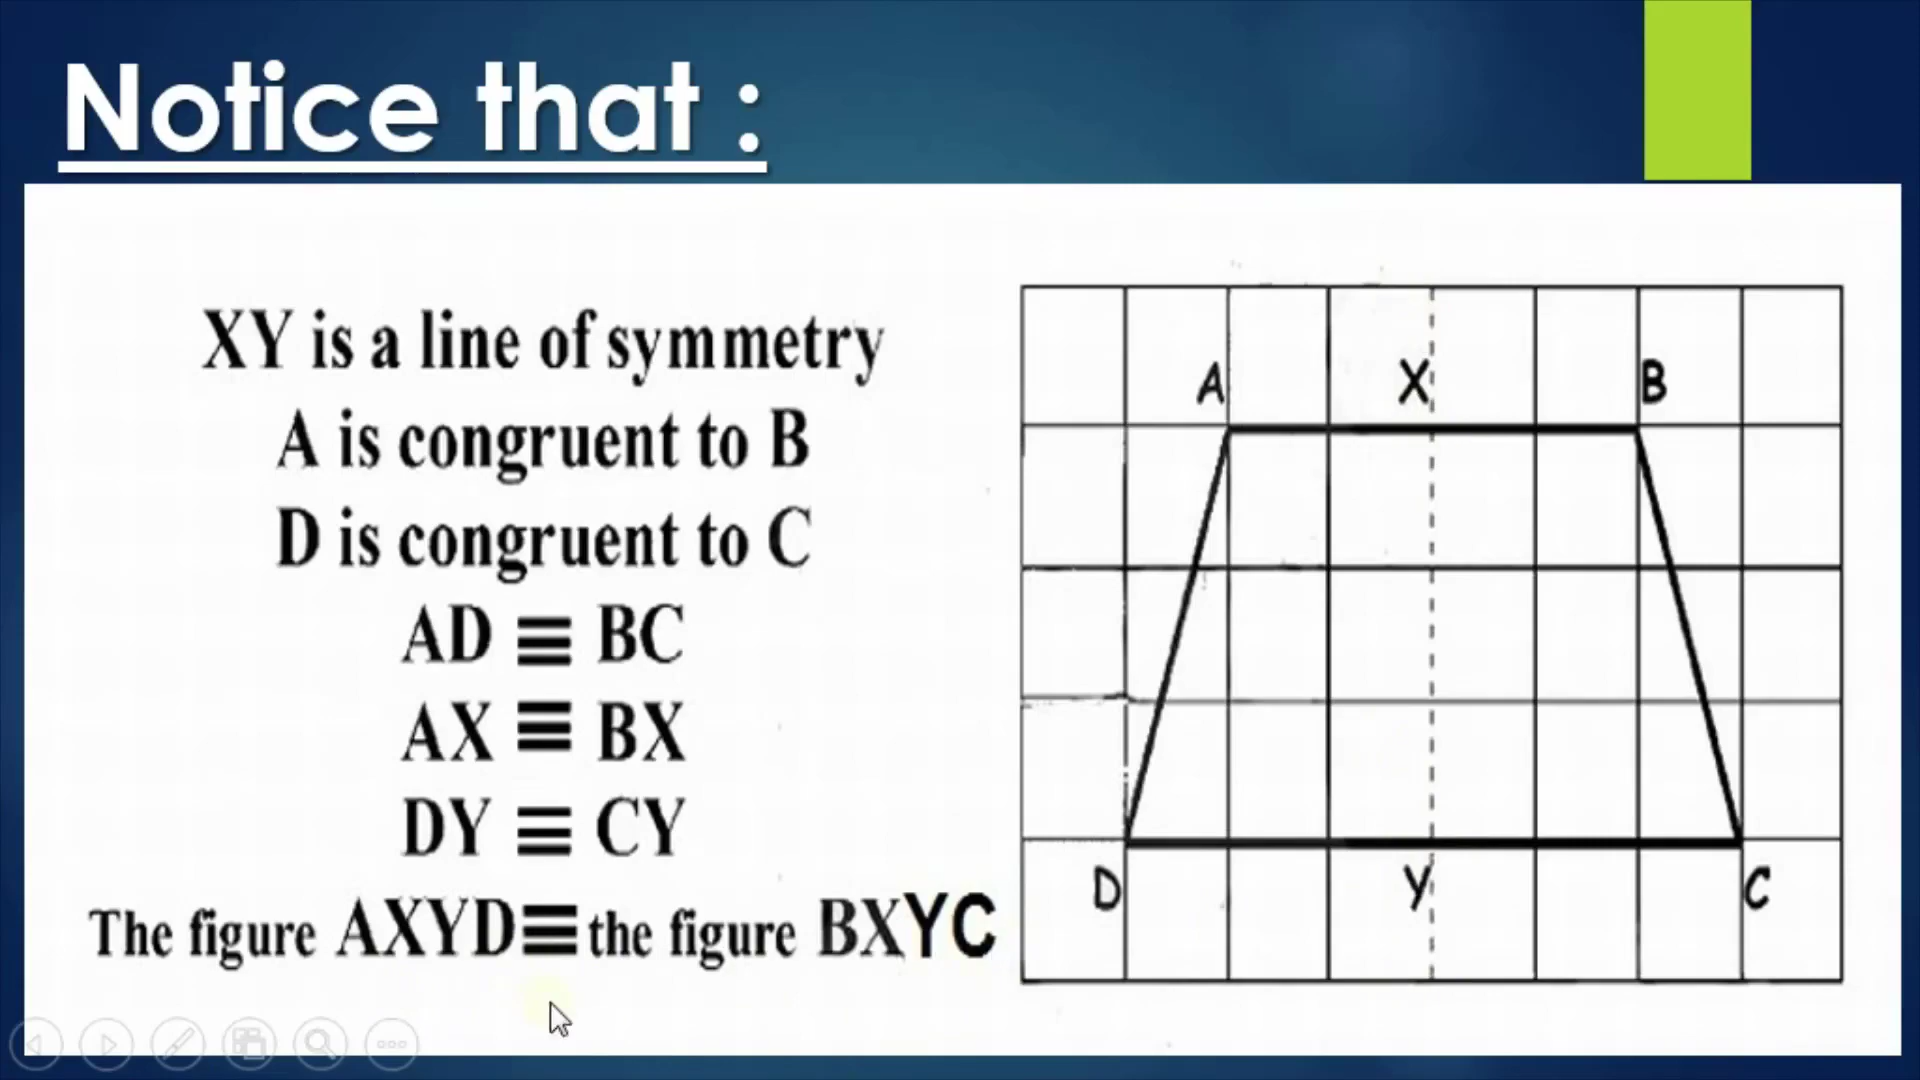 Notice that :
XY is a line of symmetry
A is congruent to B
D is congruent to C
AD ≡ BC
AX ≡ BX
DY ≡ CY
The figure AXYD ≡ the figure BXYC
A X B
D Y C